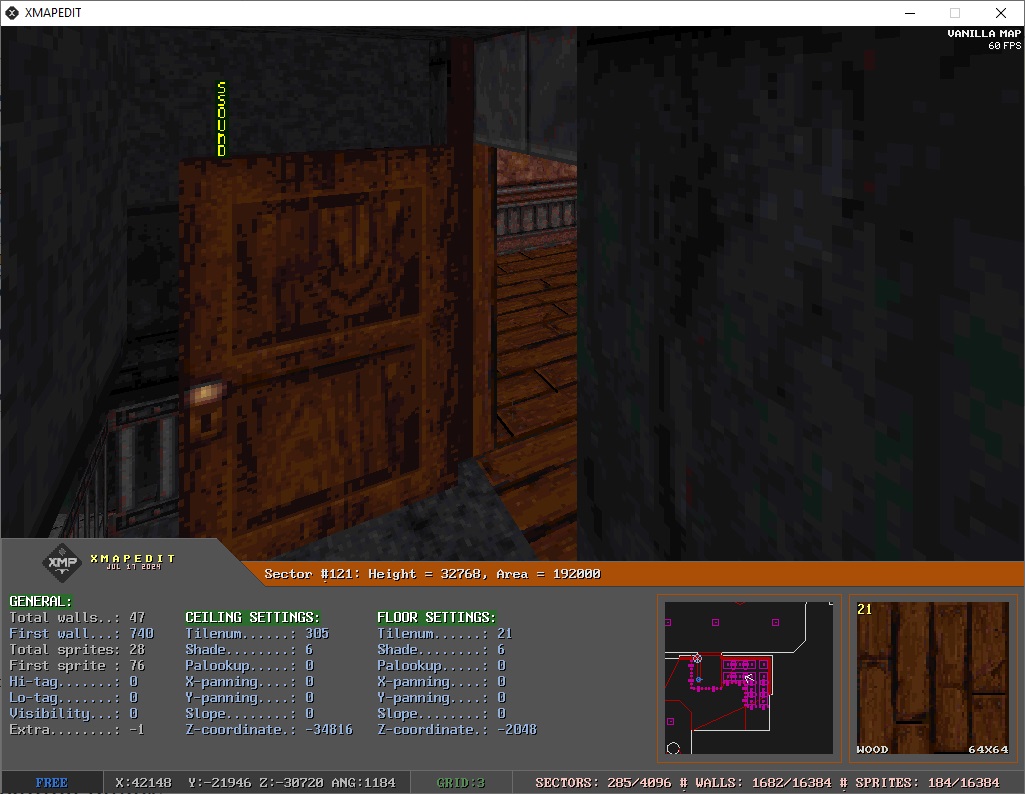 XMAPEDIT
VANILLA MAP
60 FPS
SSOUND
XMP
XMAPEDIT
JUL 17 2024
Sector #121: Height = 32768, Area = 192000
GENERAL:
Total walls..: 47
First wall...: 740
Total sprites: 28
First sprite : 76
Hi-tag.......: 0
Lo-tag.......: 0
Visibility...: 0
Extra........: -1
CEILING SETTINGS:
Tilenum......: 305
Shade........: 6
Palookup.....: 0
X-panning....: 0
Y-panning....: 0
Slope........: 0
Z-coordinate.: -34816
FLOOR SETTINGS:
Tilenum......: 21
Shade........: 6
Palookup.....: 0
X-panning....: 0
Y-panning....: 0
Slope........: 0
Z-coordinate.: -2048
21
WOOD 64X64
FREE
X:42148 Y:-21946 Z:-30720 ANG:1184
GRID:3
SECTORS: 285/4096 # WALLS: 1682/16384 # SPRITES: 184/16384